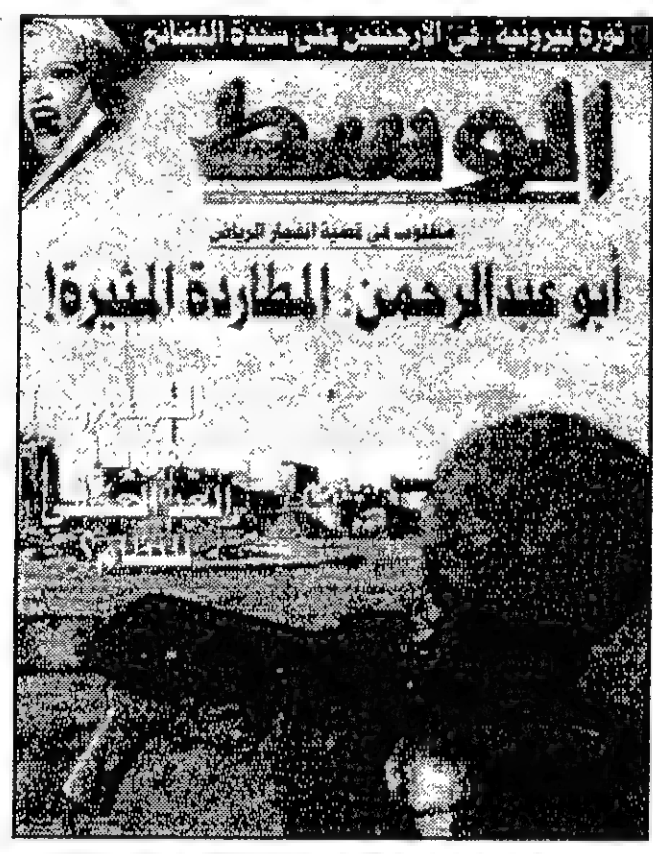 ثورة بيرونية في الارجنتين على سيدة الفضائح
الوسط
مطلوب في قضية انفجار الرياض
أبو عبدالرحمن: المطاردة المثيرة!